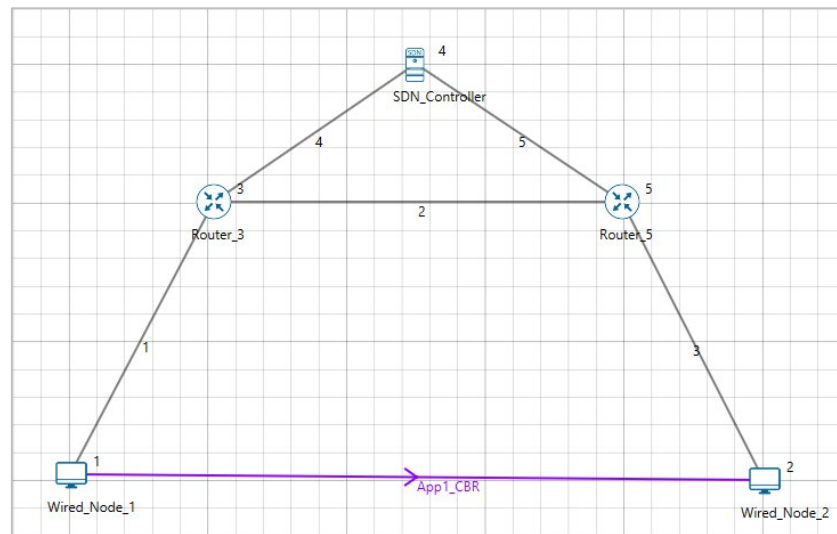 SDN
4
SDN_Controller
4
5
3
5
2
Router_3
Router_5
1
3
1
2
App1_CBR
Wired_Node_1
Wired_Node_2